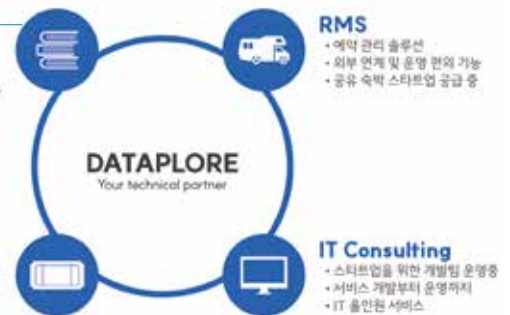 RMS
• 예약 관리 솔루션
• 외부 연계 및 운영 편의 기능
• 공유 숙박 스타트업 공급 중
DATAPLORE
Your technical partner
IT Consulting
• 스타트업을 위한 개발팀 운영중
• 서비스 개발부터 운영까지
• IT 올인원 서비스